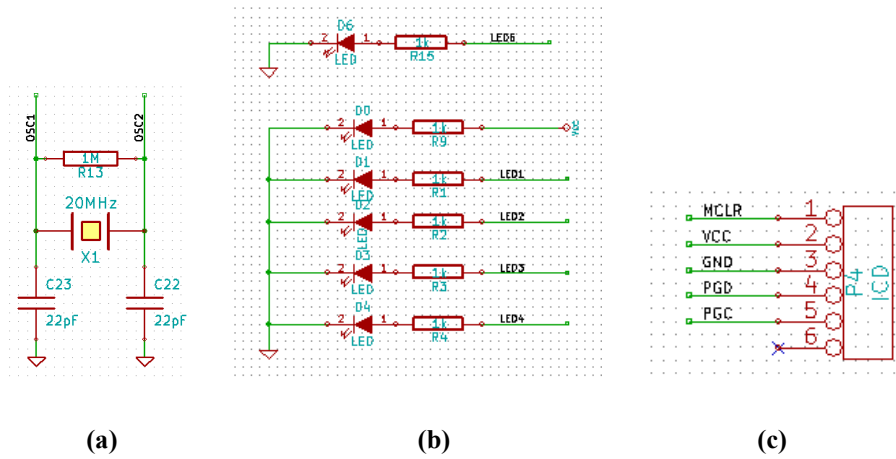 OSC1
OSC2
1M
R13
20MHz
X1
C23
22pF
C22
22pF
(a)
D6
2
1
LED
1k
R15
LED6
D0
2
1
LED
1k
R9
D1
2
1
LED
1k
R1
LED1
D2
2
1
LED
1k
R2
LED2
D3
2
1
LED
1k
R3
LED3
D4
2
1
LED
1k
R4
LED4
(b)
MCLR
1
VCC
2
GND
3
PGD
4
PGC
5
6
P4
ICD
(c)